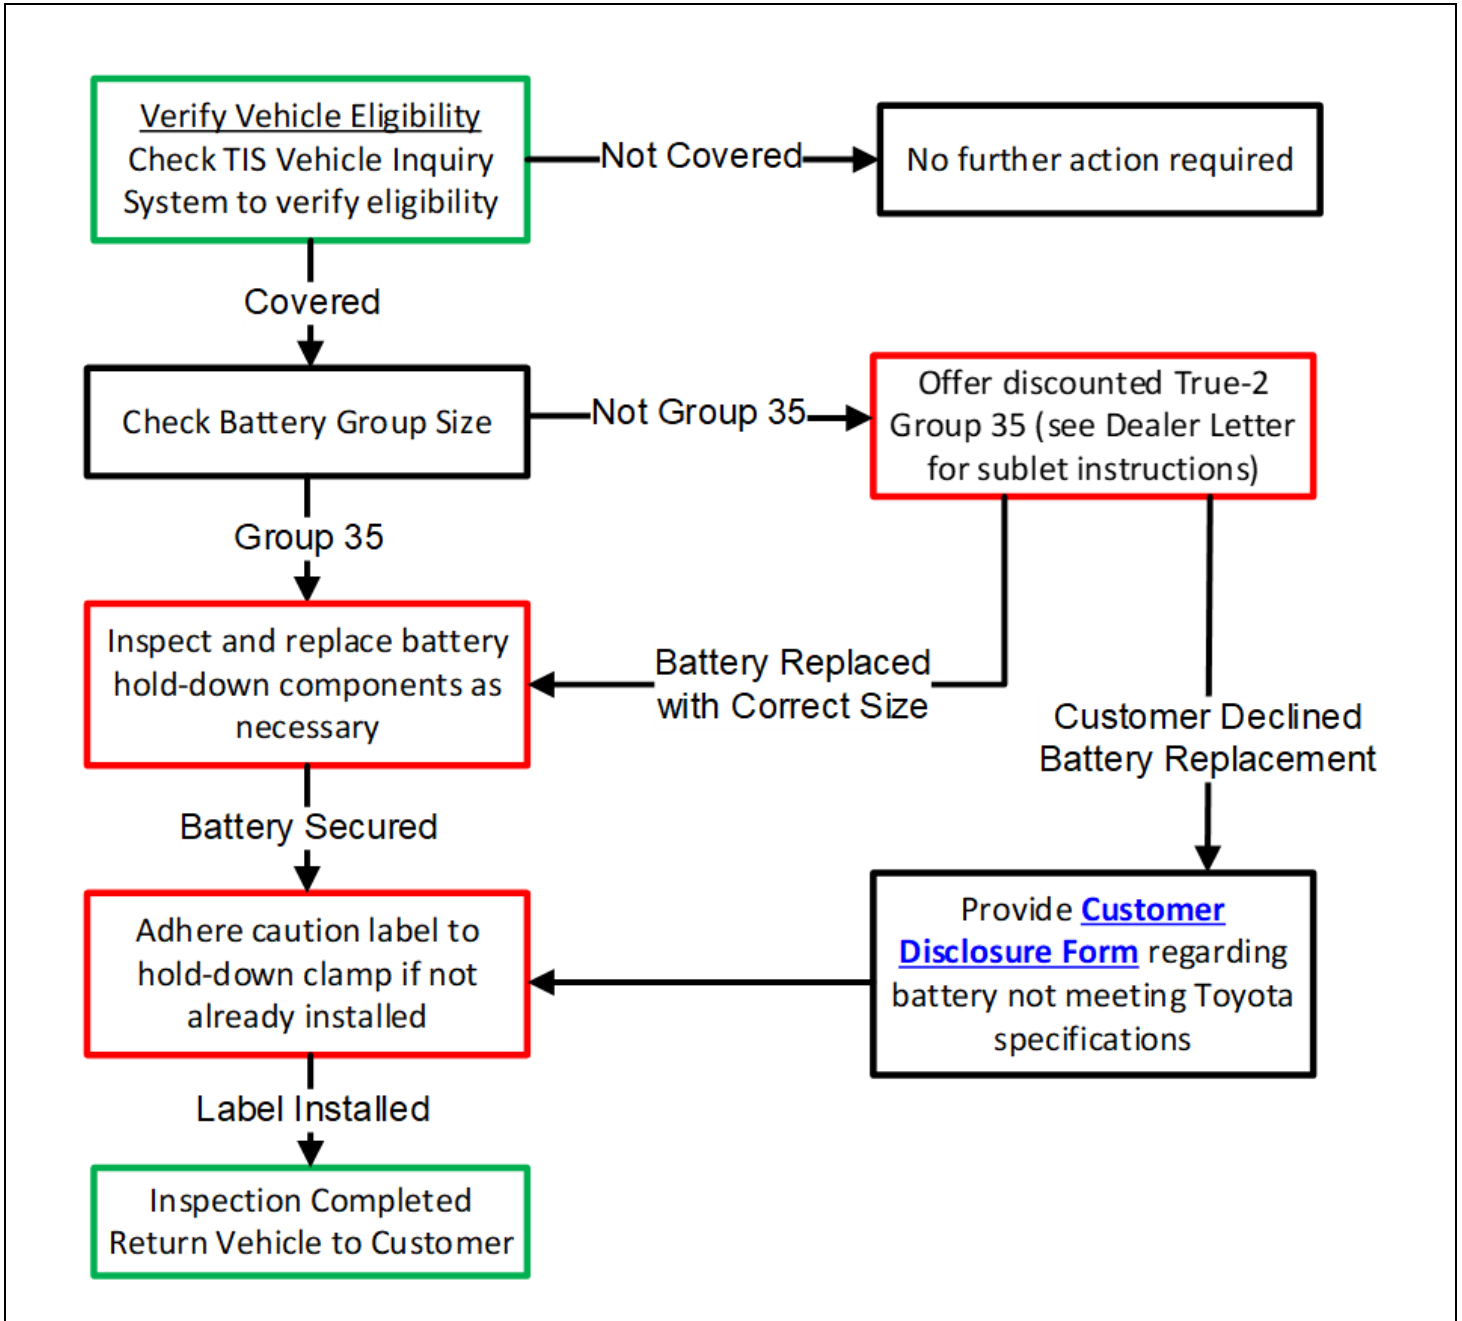 Verify Vehicle Eligibility
Check TIS Vehicle Inquiry
System to verify eligibility
Not Covered
No further action required
Covered
Check Battery Group Size
Not Group 35
Offer discounted True-2
Group 35 (see Dealer Letter
for sublet instructions)
Group 35
Inspect and replace battery
hold-down components as
necessary
Battery Replaced
with Correct Size
Customer Declined
Battery Replacement
Battery Secured
Adhere caution label to
hold-down clamp if not
already installed
Provide Customer
Disclosure Form regarding
battery not meeting Toyota
specifications
Label Installed
Inspection Completed
Return Vehicle to Customer